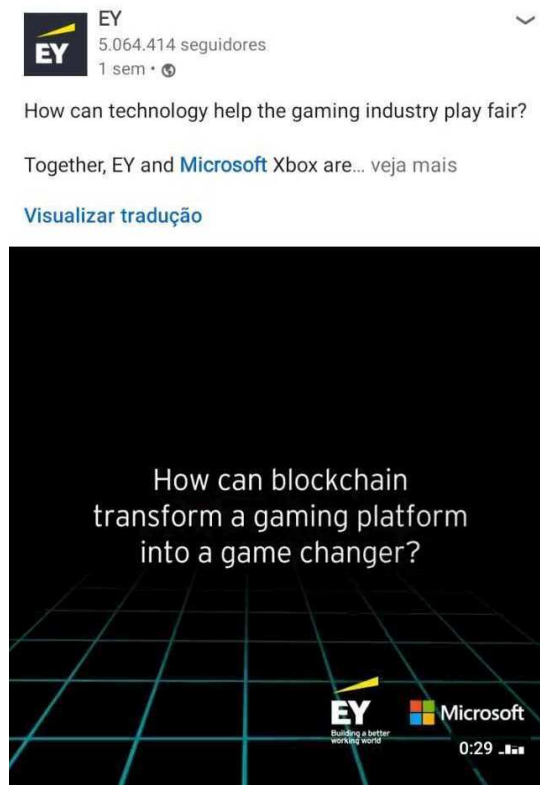 EY
5.064.414 seguidores
1 sem •
How can technology help the gaming industry play fair?
Together, EY and Microsoft Xbox are... veja mais
Visualizar tradução
How can blockchain
transform a gaming platform
into a game changer?
EY
Building a better
working world
Microsoft
0:29
EY